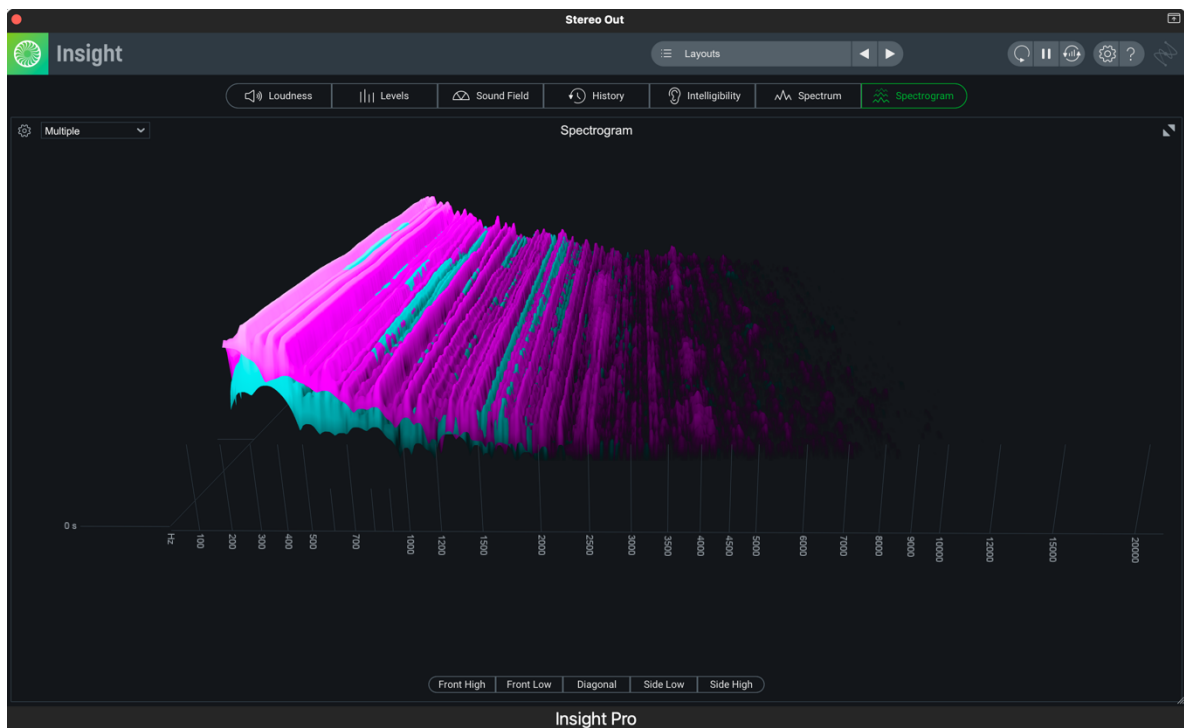 Stereo Out
Insight
Layouts
Loudness Levels Sound Field History Intelligibility Spectrum Spectrogram
Multiple Spectrogram
0 s
Hz 100 200 300 400 500 700 1000 1200 1500 2000 2500 3000 3500 4000 4500 5000 6000 7000 8000 9000 10000 12000 15000 20000
Front High Front Low Diagonal Side Low Side High
Insight Pro